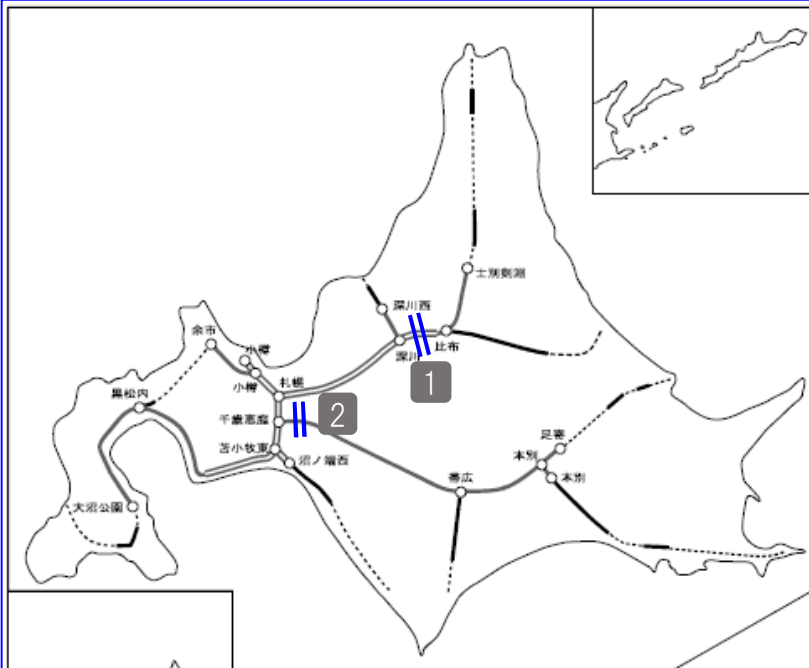 士別剣淵
深川西
余市
小樽
深川
比布
小樽
札幌
1
黒松内
千歳恵庭
2
足寄
苫小牧東
沼ノ端西
本別
帯広
本別
大沼公園